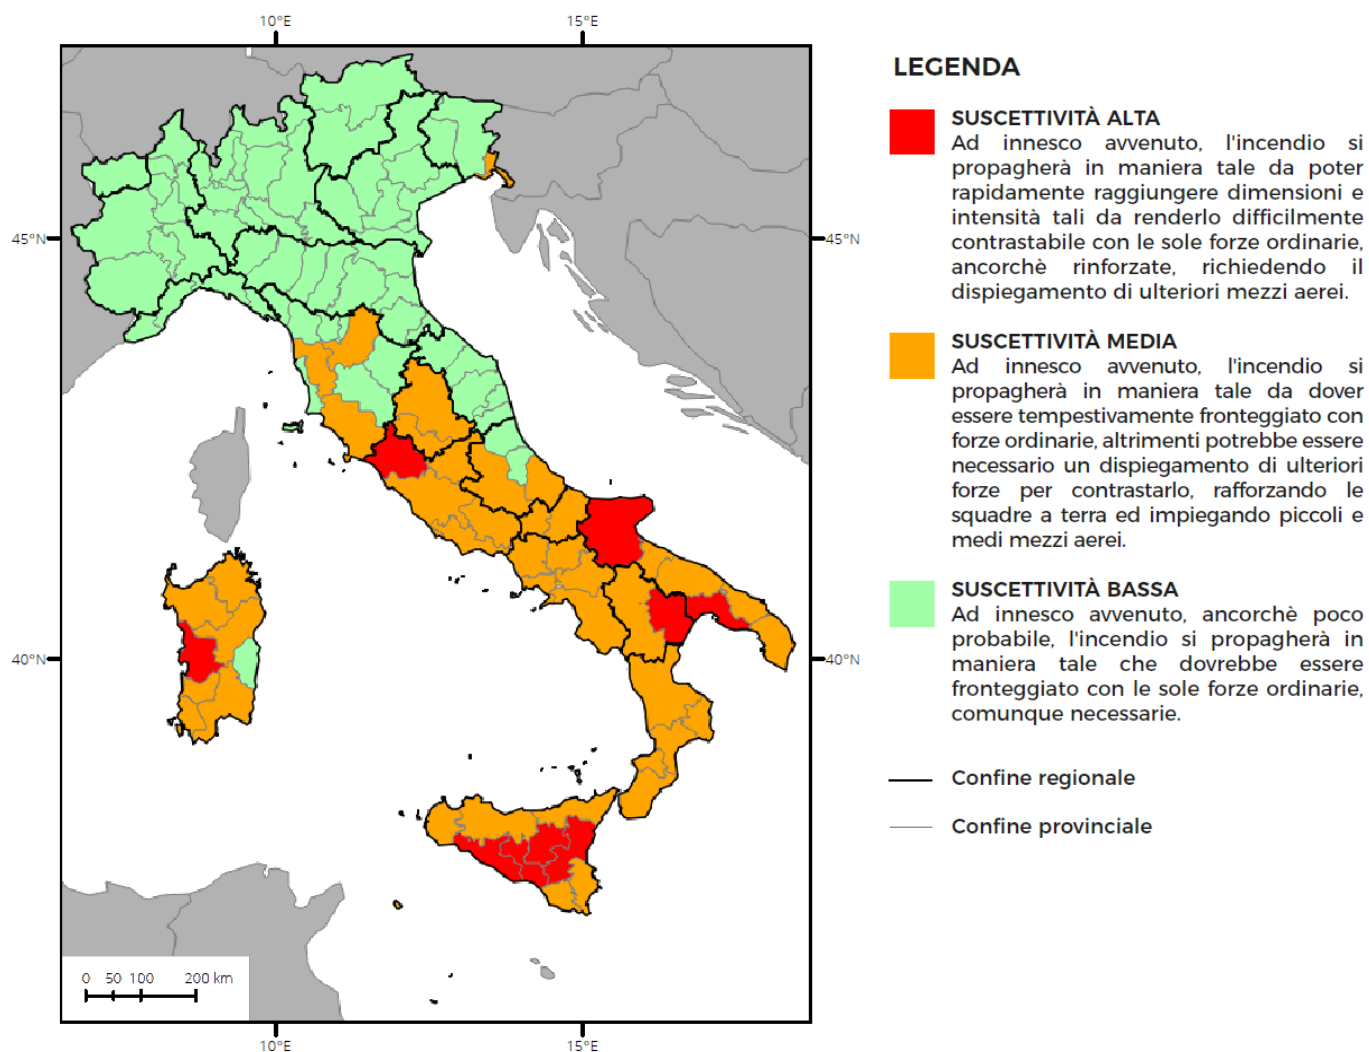 10°E 15°E
LEGENDA
SUSCETTIVITÀ ALTA
Ad innesco avvenuto, l'incendio si
propagherà in maniera tale da poter
rapidamente raggiungere dimensioni e
intensità tali da renderlo difficilmente
contrastabile con le sole forze ordinarie,
ancorchè rinforzate, richiedendo il
dispiegamento di ulteriori mezzi aerei.
45°N 45°N
SUSCETTIVITÀ MEDIA
Ad innesco avvenuto, l'incendio si
propagherà in maniera tale da dover
essere tempestivamente fronteggiato con
forze ordinarie, altrimenti potrebbe essere
necessario un dispiegamento di ulteriori
forze per contrastarlo, rafforzando le
squadre a terra ed impiegando piccoli e
medi mezzi aerei.
SUSCETTIVITÀ BASSA
Ad innesco avvenuto, ancorchè poco
probabile, l'incendio si propagherà in
maniera tale che dovrebbe essere
fronteggiato con le sole forze ordinarie,
comunque necessarie.
40°N 40°N
Confine regionale
Confine provinciale
0 50 100 200 km
10°E 15°E